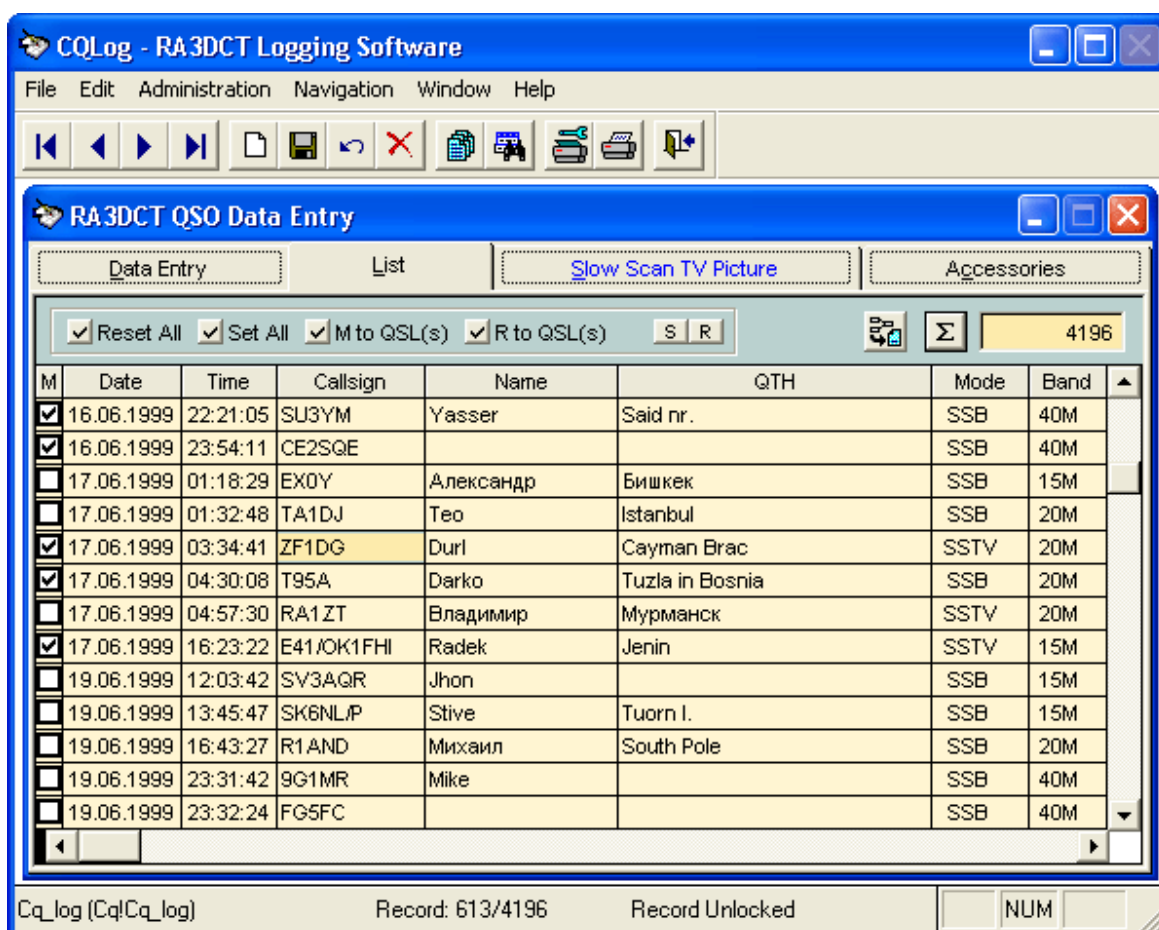 CQLog - RA3DCT Logging Software
File Edit Administration Navigation Window Help
RA3DCT QSO Data Entry
Data Entry List Slow Scan TV Picture Accessories
Reset All Set All M to QSL(s) R to QSL(s) S R Σ 4196
M Date Time Callsign Name QTH Mode Band
16.06.1999 22:21:05 SU3YM Yasser Said nr. SSB 40M
16.06.1999 23:54:11 CE2SQE SSB 40M
17.06.1999 01:18:29 EX0Y Александр Бишкек SSB 15M
17.06.1999 01:32:48 TA1DJ Teo Istanbul SSB 20M
17.06.1999 03:34:41 ZF1DG Durl Cayman Brac SSTV 20M
17.06.1999 04:30:08 T95A Darko Tuzla in Bosnia SSB 20M
17.06.1999 04:57:30 RA1ZT Владимир Мурманск SSTV 20M
17.06.1999 16:23:22 E41/OK1FHI Radek Jenin SSTV 15M
19.06.1999 12:03:42 SV3AQR Jhon SSB 15M
19.06.1999 13:45:47 SK6NL/P Stive Tuorn I. SSB 15M
19.06.1999 16:43:27 R1AND Михаил South Pole SSB 20M
19.06.1999 23:31:42 9G1MR Mike SSB 40M
19.06.1999 23:32:24 FG5FC SSB 40M
Cq_log (Cq!Cq_log) Record: 613/4196 Record Unlocked NUM